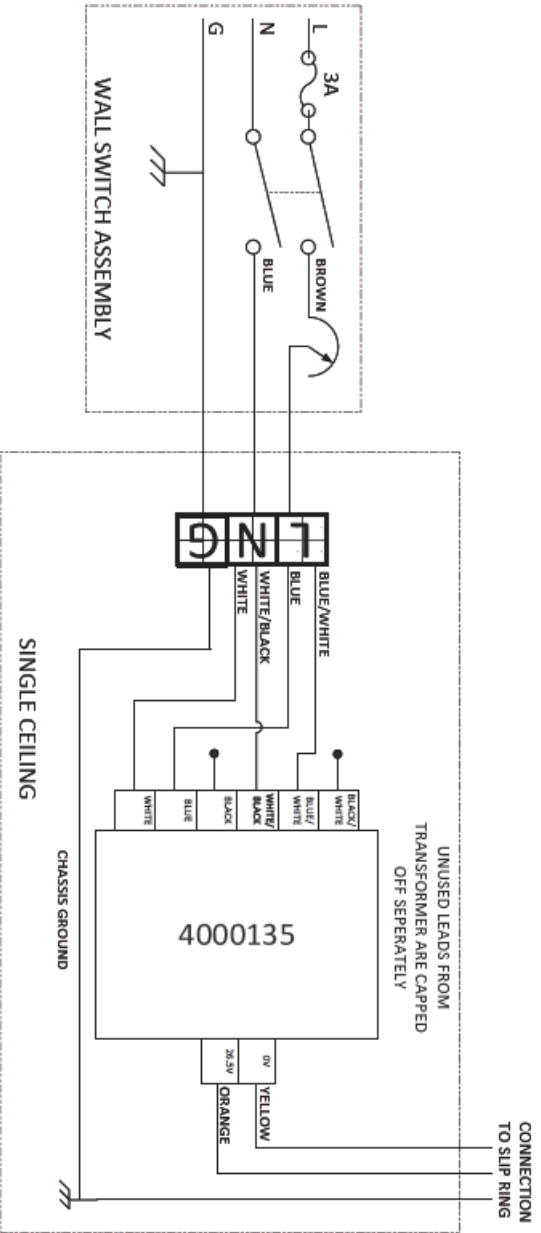 L
N
G
3A
BROWN
BLUE
WALL SWITCH ASSEMBLY
L
N
G
BLUE/WHITE
BLUE
WHITE/BLACK
WHITE
BLACK/
WHITE
BLUE/
WHITE
WHITE/
BLACK
BLACK
BLUE
WHITE
UNUSED LEADS FROM
TRANSFORMER ARE CAPPED
OFF SEPERATELY
4000135
0V
26.5V
YELLOW
ORANGE
CONNECTION
TO SLIP RING
CHASSIS GROUND
SINGLE CEILING